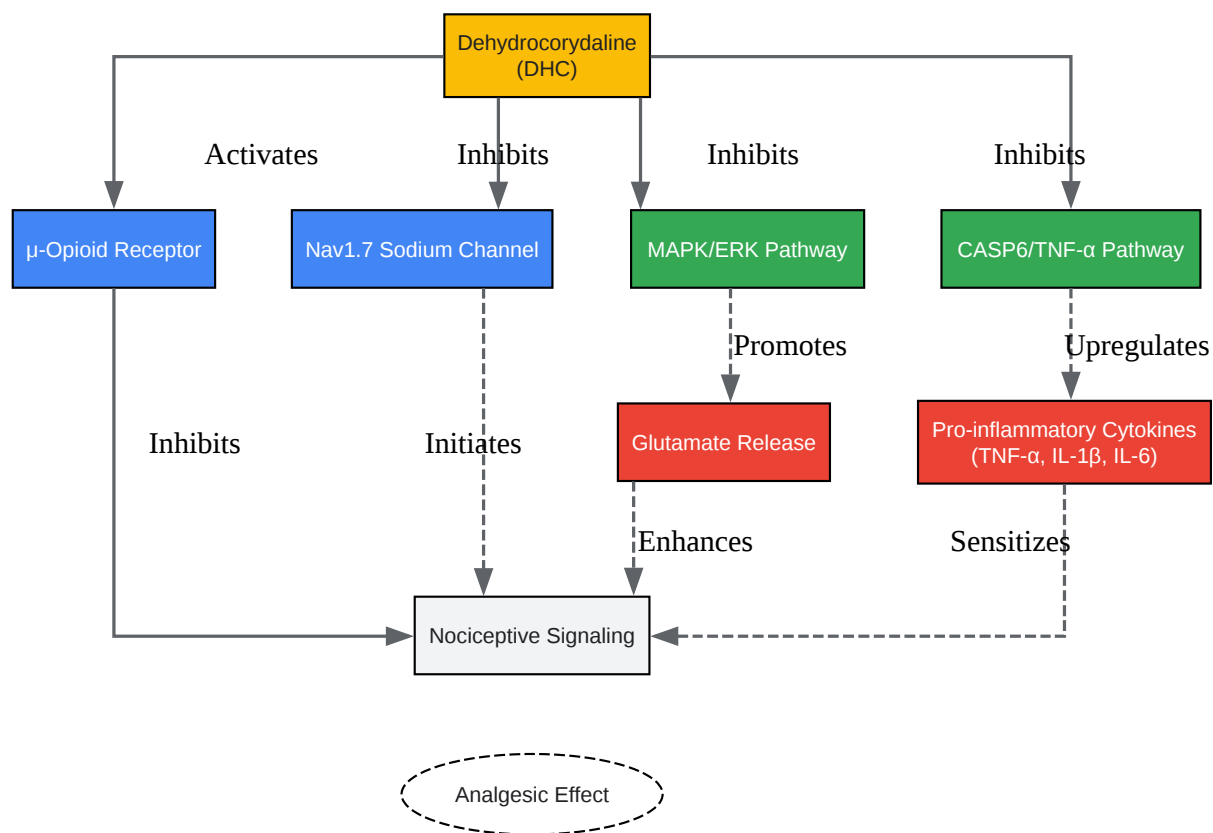 Dehydrocorydaline
(DHC)
Activates
Inhibits
Inhibits
Inhibits
μ-Opioid Receptor
Nav1.7 Sodium Channel
MAPK/ERK Pathway
CASP6/TNF-α Pathway
Promotes
Upregulates
Inhibits
Initiates
Glutamate Release
Pro-inflammatory Cytokines
(TNF-α, IL-1β, IL-6)
Enhances
Sensitizes
Nociceptive Signaling
Analgesic Effect